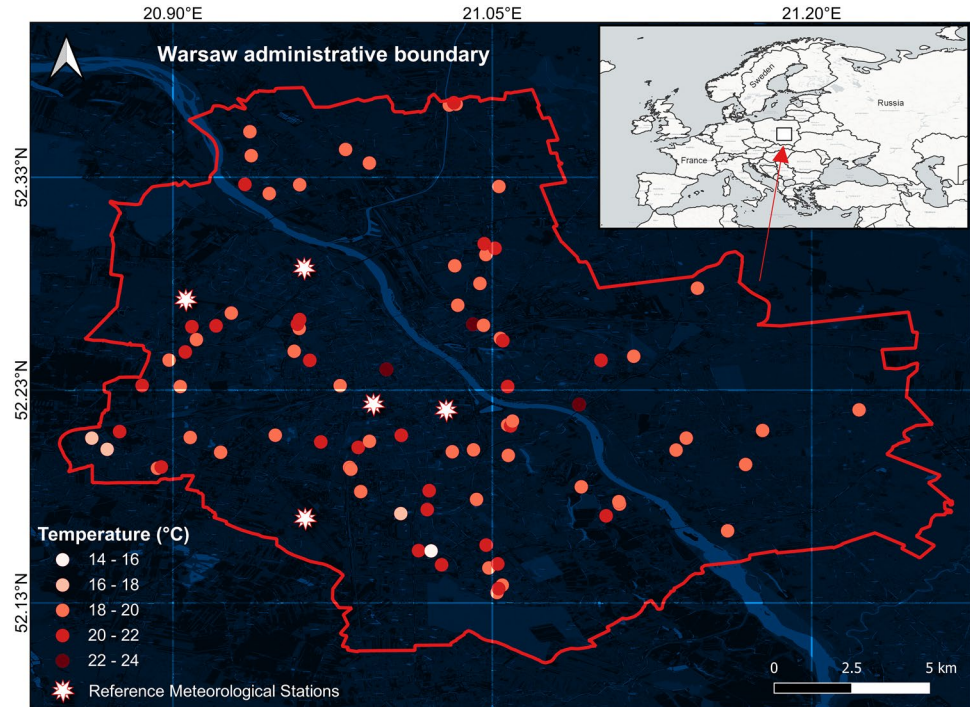 20.90°E
21.05°E
21.20°E
Warsaw administrative boundary
Sweden
Russia
France
52.33°N
52.23°N
52.13°N
Temperature (°C)
14 - 16
16 - 18
18 - 20
20 - 22
22 - 24
Reference Meteorological Stations
0 2.5 5 km